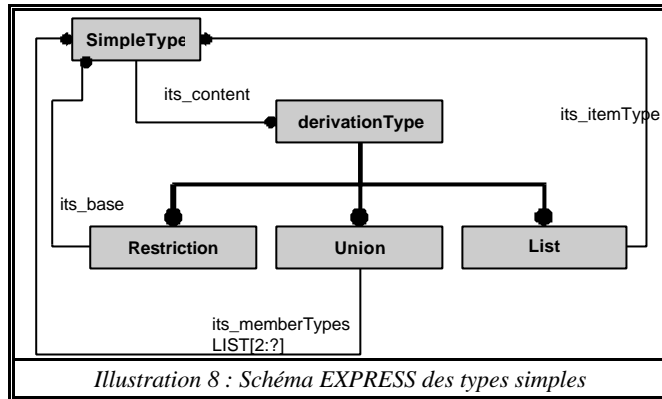 SimpleType
its_content
derivationType
its_itemType
its_base
Restriction
Union
List
its_memberTypes
LIST[2:?]
Illustration 8 : Schéma EXPRESS des types simples